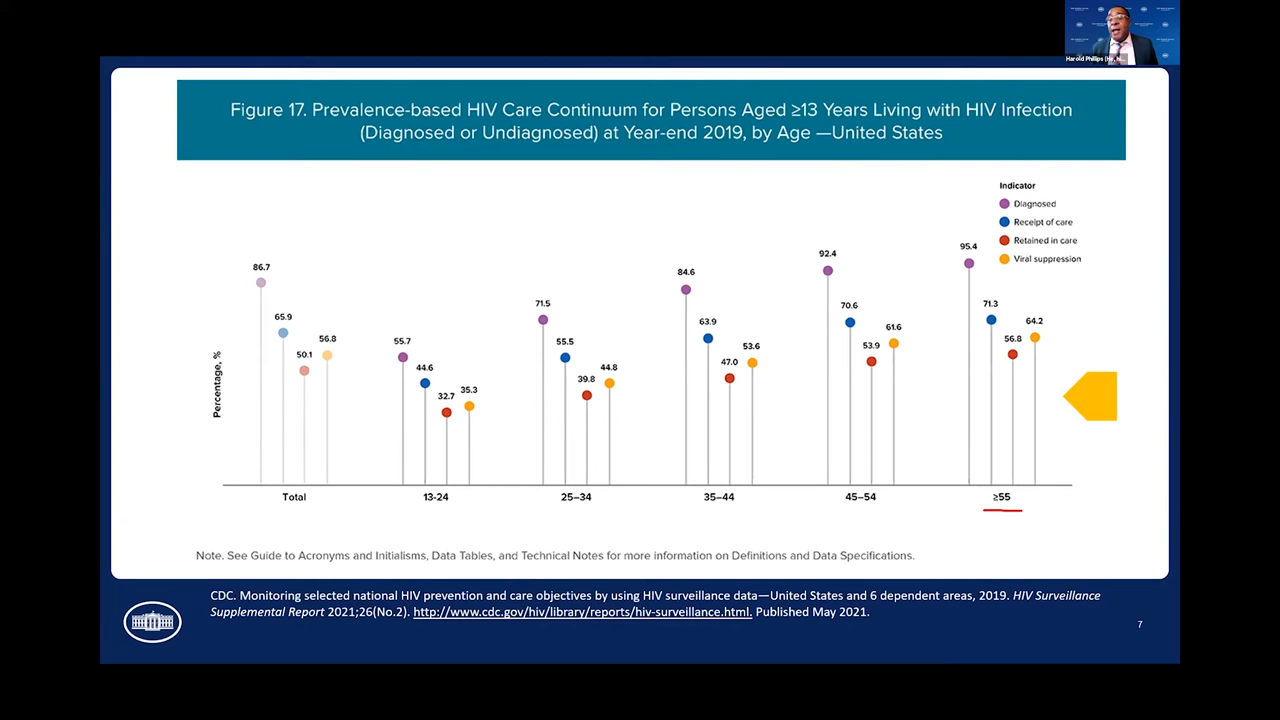 Harold Phillips (He, hi...
Figure 17. Prevalence-based HIV Care Continuum for Persons Aged ≥13 Years Living with HIV Infection
(Diagnosed or Undiagnosed) at Year-end 2019, by Age —United States
Indicator
Diagnosed
Receipt of care
Retained in care
Viral suppression
Percentage, %
86.7
65.9
50.1
56.8
55.7
44.6
32.7
35.3
71.5
55.5
39.8
44.8
84.6
63.9
47.0
53.6
92.4
70.6
53.9
61.6
95.4
71.3
56.8
64.2
Total
13-24
25–34
35–44
45–54
≥55
Note. See Guide to Acronyms and Initialisms, Data Tables, and Technical Notes for more information on Definitions and Data Specifications.
CDC. Monitoring selected national HIV prevention and care objectives by using HIV surveillance data—United States and 6 dependent areas, 2019. HIV Surveillance
Supplemental Report 2021;26(No.2). http://www.cdc.gov/hiv/library/reports/hiv-surveillance.html. Published May 2021.
7